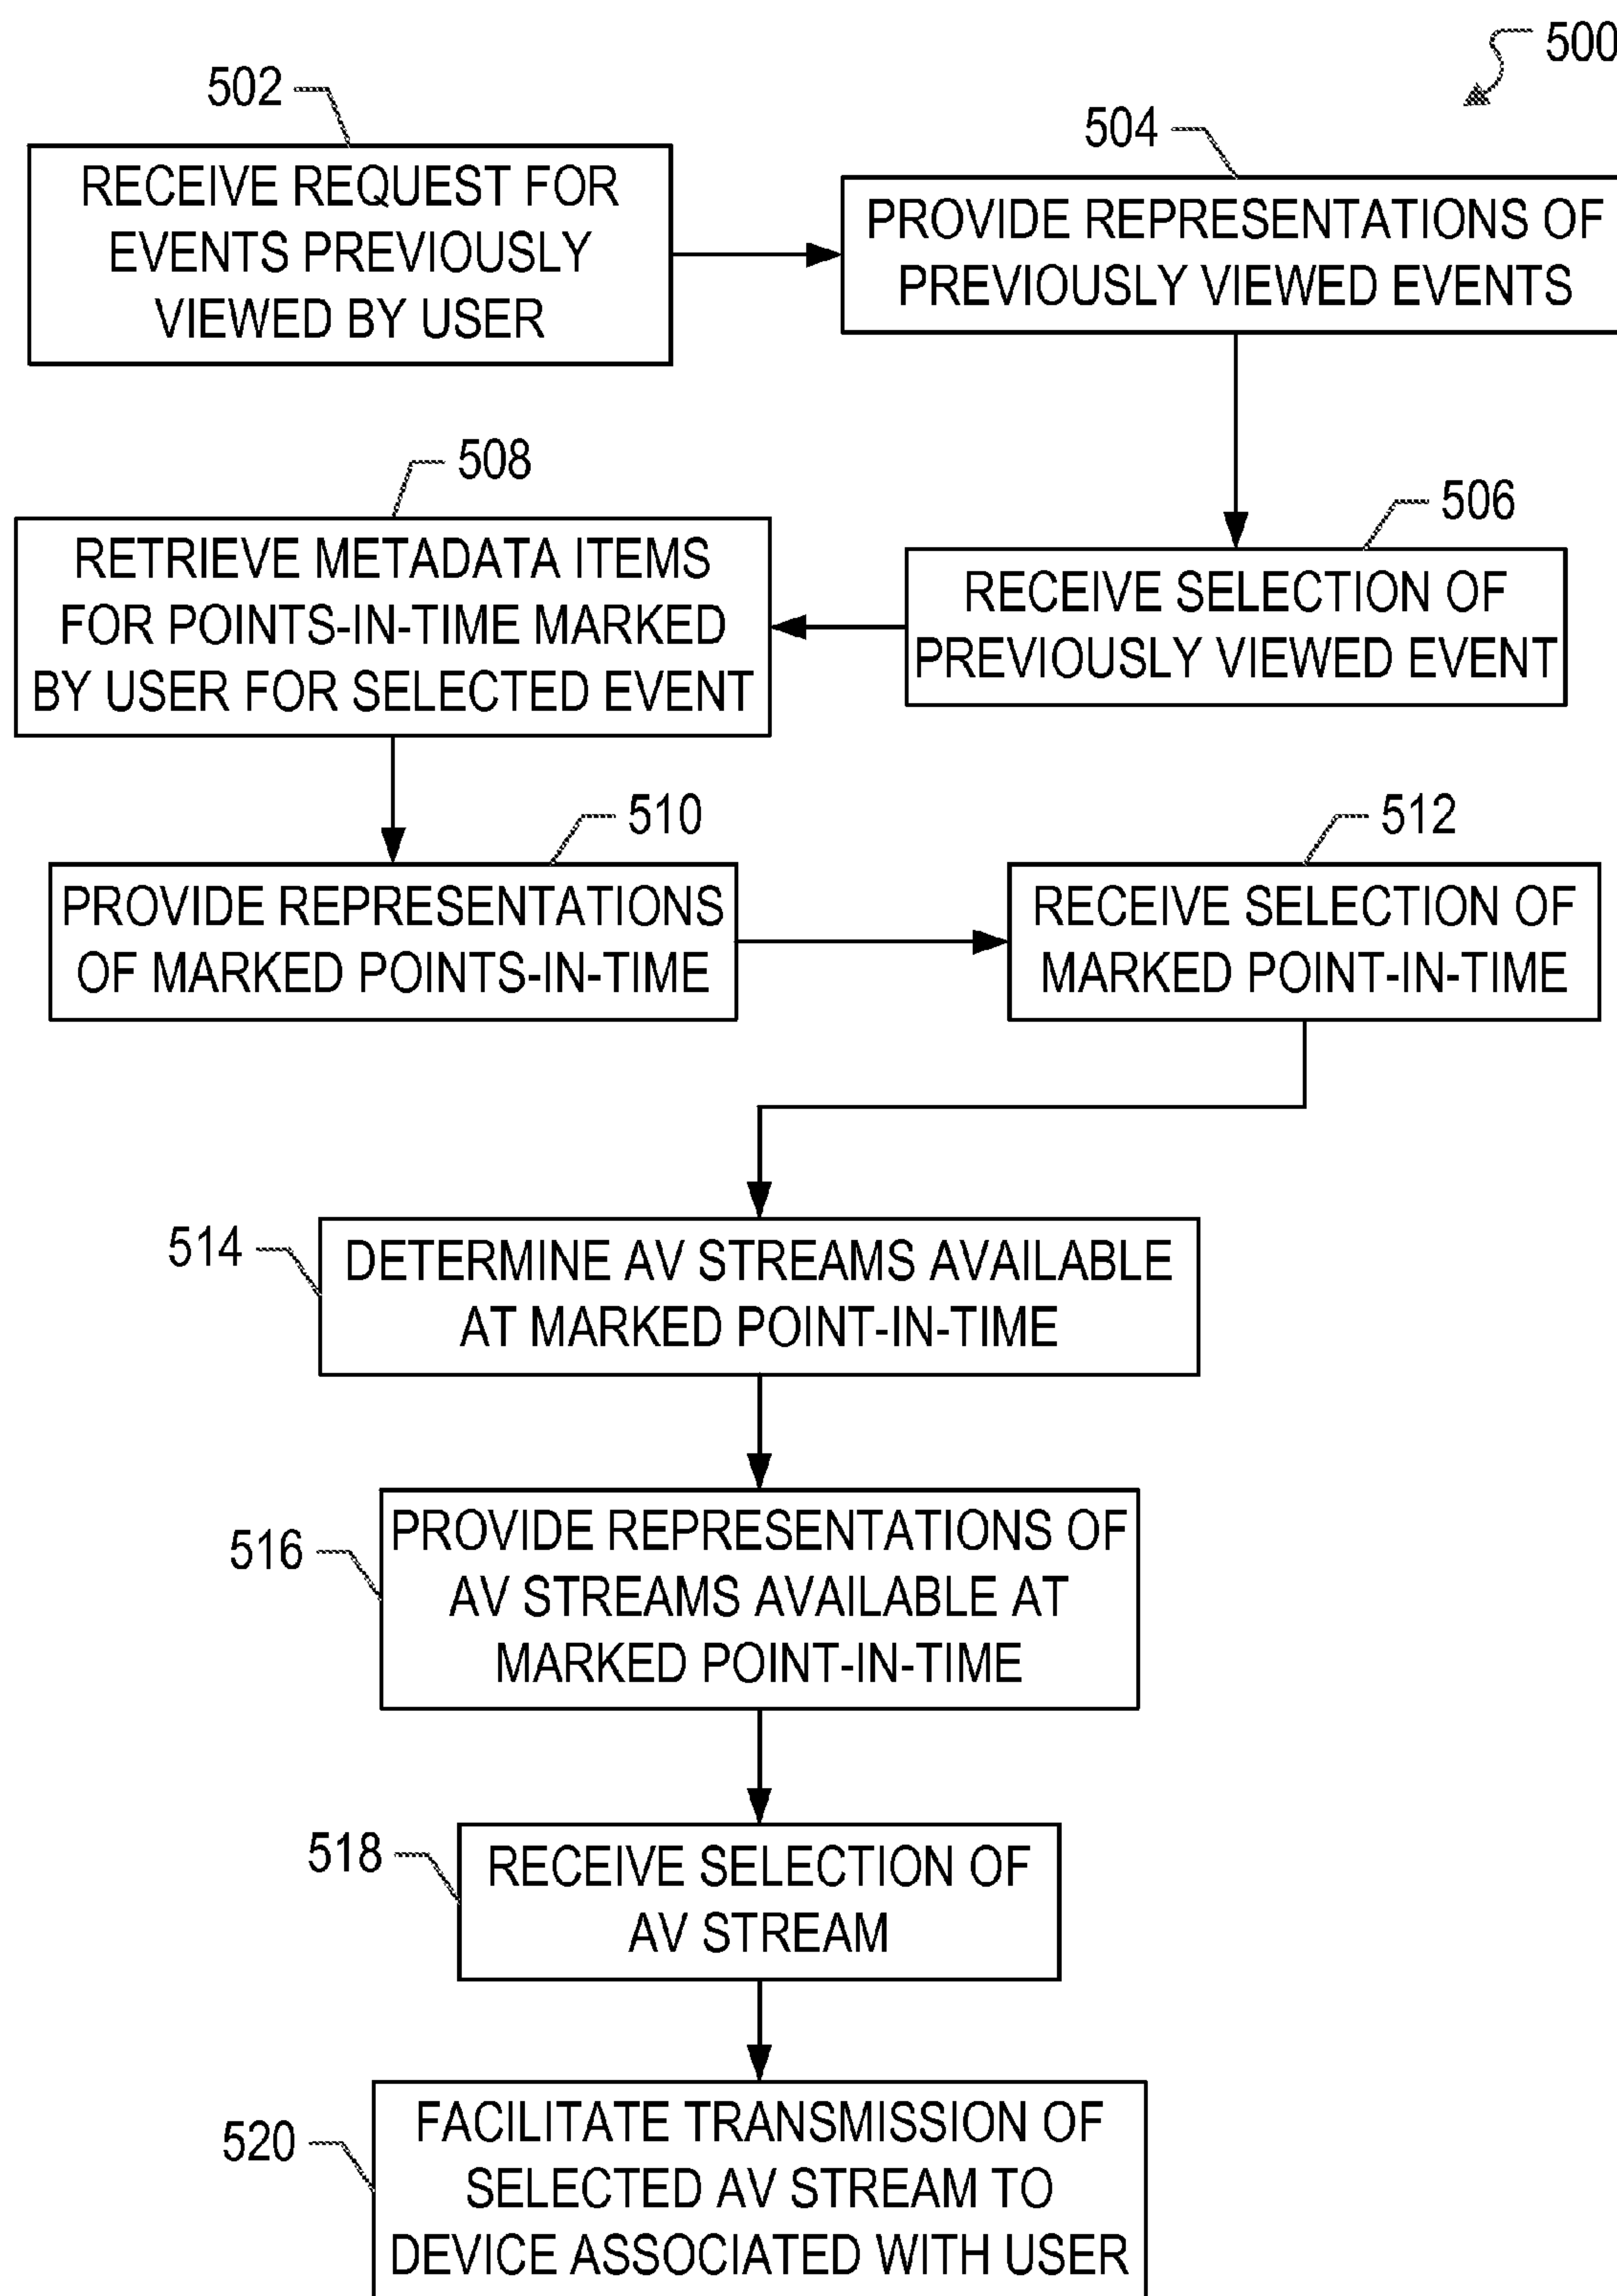 500
502
RECEIVE REQUEST FOR
EVENTS PREVIOUSLY
VIEWED BY USER
504
PROVIDE REPRESENTATIONS OF
PREVIOUSLY VIEWED EVENTS
506
RECEIVE SELECTION OF
PREVIOUSLY VIEWED EVENT
508
RETRIEVE METADATA ITEMS
FOR POINTS-IN-TIME MARKED
BY USER FOR SELECTED EVENT
510
PROVIDE REPRESENTATIONS
OF MARKED POINTS-IN-TIME
512
RECEIVE SELECTION OF
MARKED POINT-IN-TIME
514
DETERMINE AV STREAMS AVAILABLE
AT MARKED POINT-IN-TIME
516
PROVIDE REPRESENTATIONS OF
AV STREAMS AVAILABLE AT
MARKED POINT-IN-TIME
518
RECEIVE SELECTION OF
AV STREAM
520
FACILITATE TRANSMISSION OF
SELECTED AV STREAM TO
DEVICE ASSOCIATED WITH USER